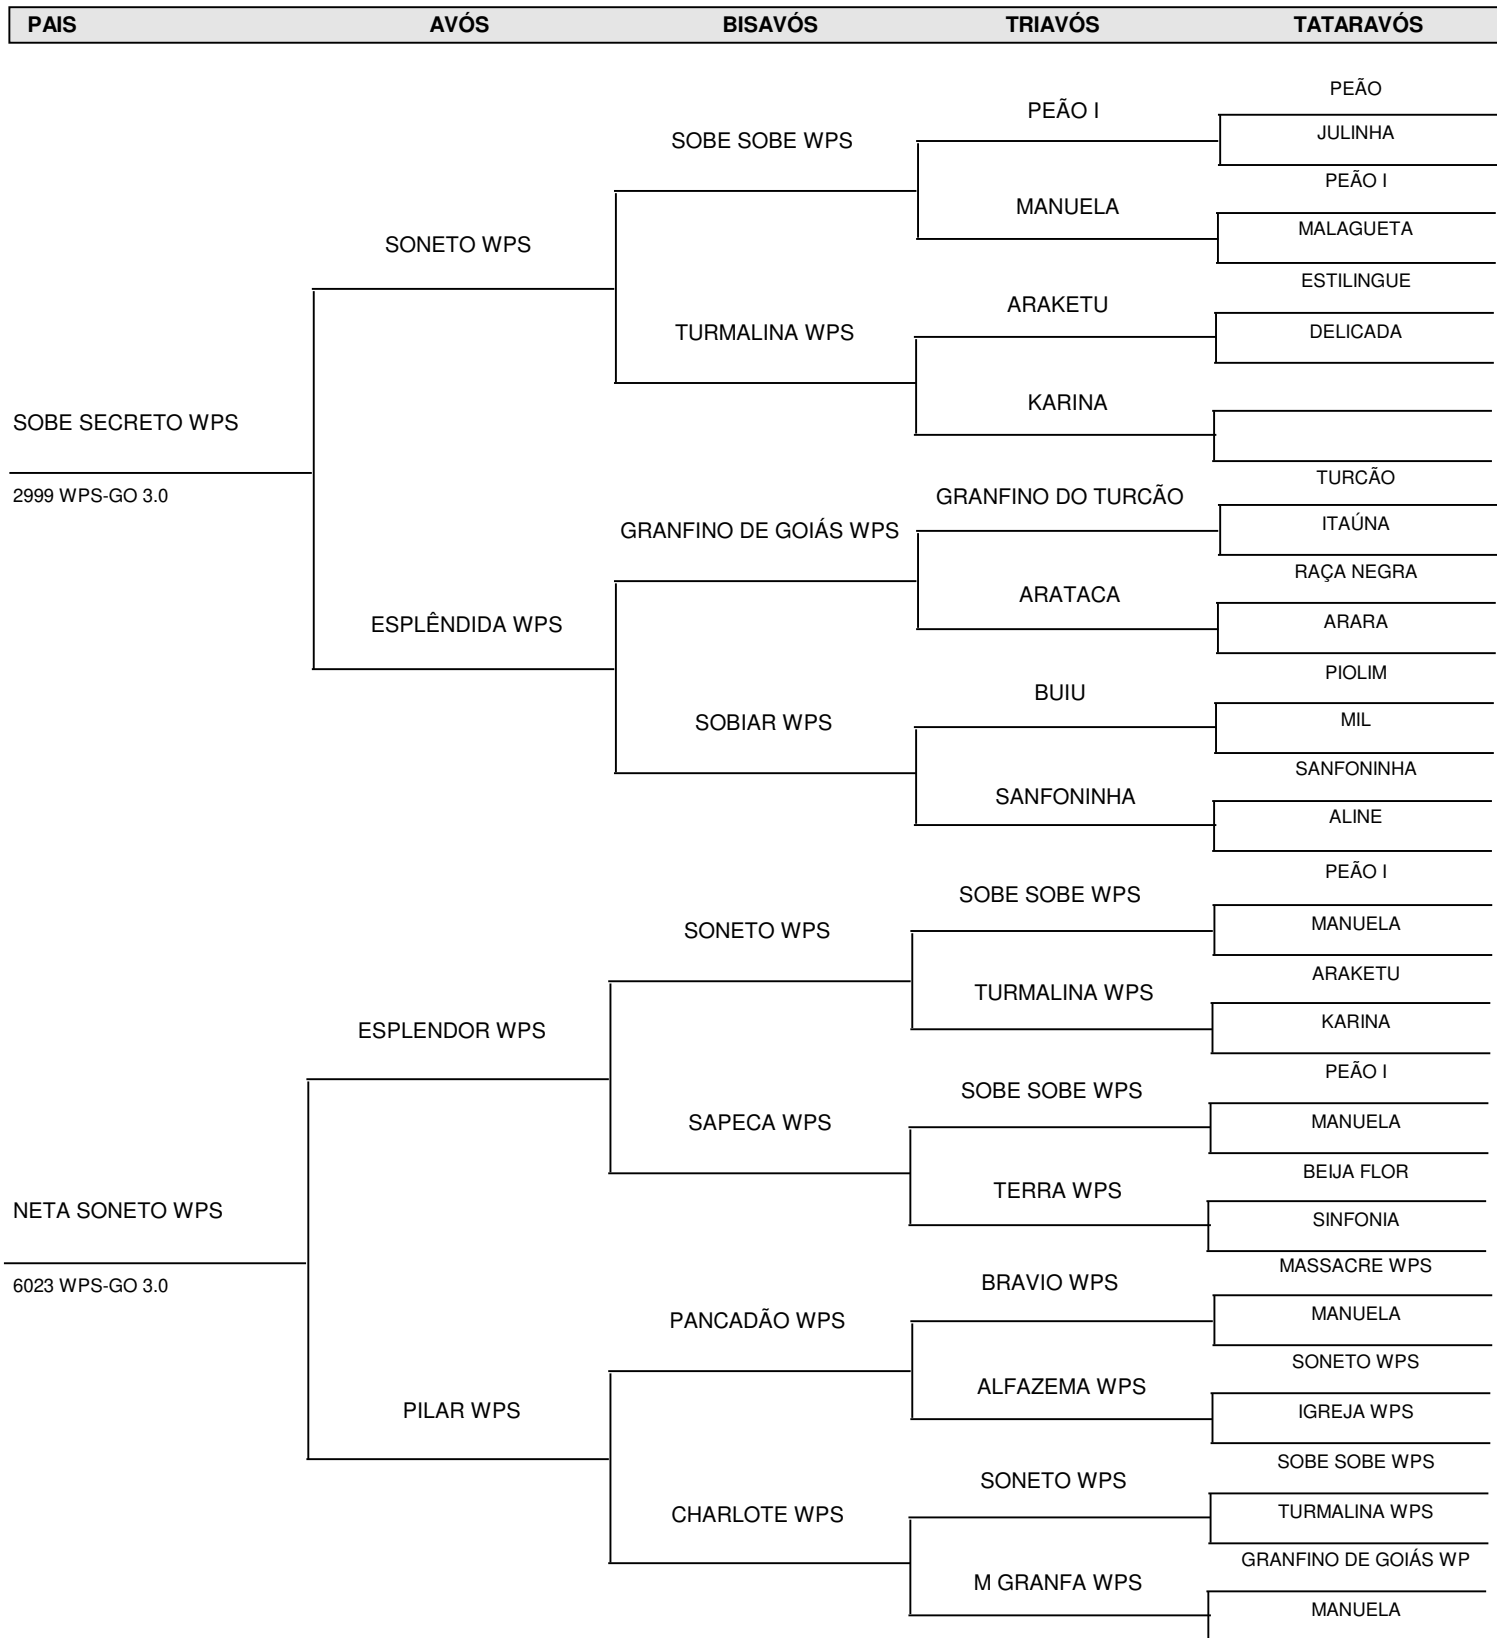 PAIS AVÓS BISAVÓS TRIAVÓS TATARAVÓS
PEÃO
PEÃO I
JULINHA
SOBE SOBE WPS
PEÃO I
MANUELA
MALAGUETA
SONETO WPS
ESTILINGUE
ARAKETU
TURMALINA WPS
DELICADA
KARINA
SOBE SECRETO WPS
2999 WPS-GO 3.0
TURCÃO
GRANFINO DO TURCÃO
ITAÚNA
GRANFINO DE GOIÁS WPS
RAÇA NEGRA
ARATACA
ARARA
ESPLÊNDIDA WPS
PIOLIM
BUIU
MIL
SOBIAR WPS
SANFONINHA
SANFONINHA
ALINE
PEÃO I
SOBE SOBE WPS
MANUELA
SONETO WPS
ARAKETU
TURMALINA WPS
KARINA
ESPLENDOR WPS
PEÃO I
SOBE SOBE WPS
MANUELA
SAPECA WPS
BEIJA FLOR
TERRA WPS
SINFONIA
NETA SONETO WPS
6023 WPS-GO 3.0
MASSACRE WPS
BRAVIO WPS
MANUELA
PANCADÃO WPS
SONETO WPS
ALFAZEMA WPS
IGREJA WPS
PILAR WPS
SOBE SOBE WPS
SONETO WPS
TURMALINA WPS
CHARLOTE WPS
GRANFINO DE GOIÁS WP
M GRANFA WPS
MANUELA